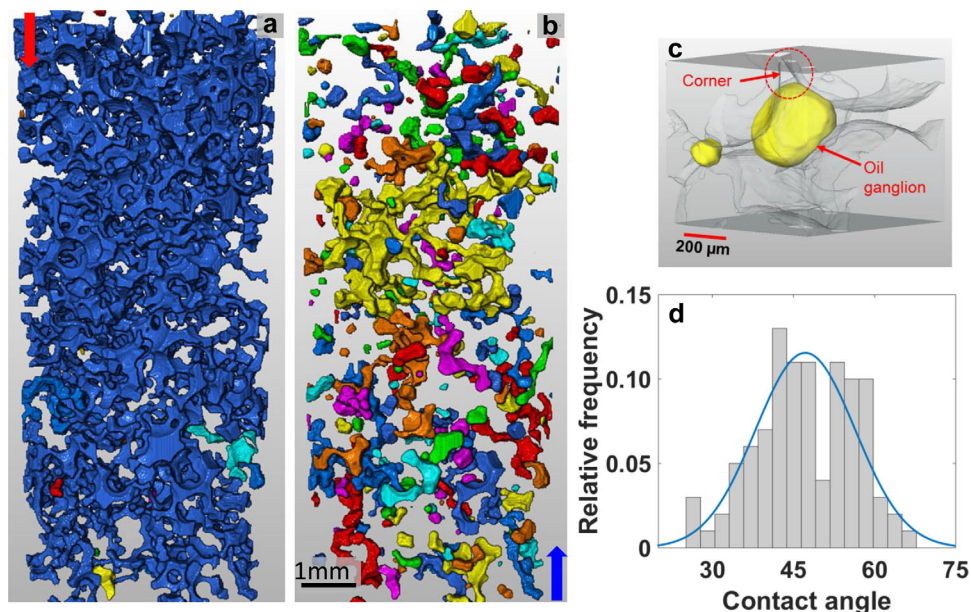 a
b
1mm
c
Corner
Oil
ganglion
200 µm
d
Relative frequency
0.15
0.10
0.05
0
30 45 60 75
Contact angle